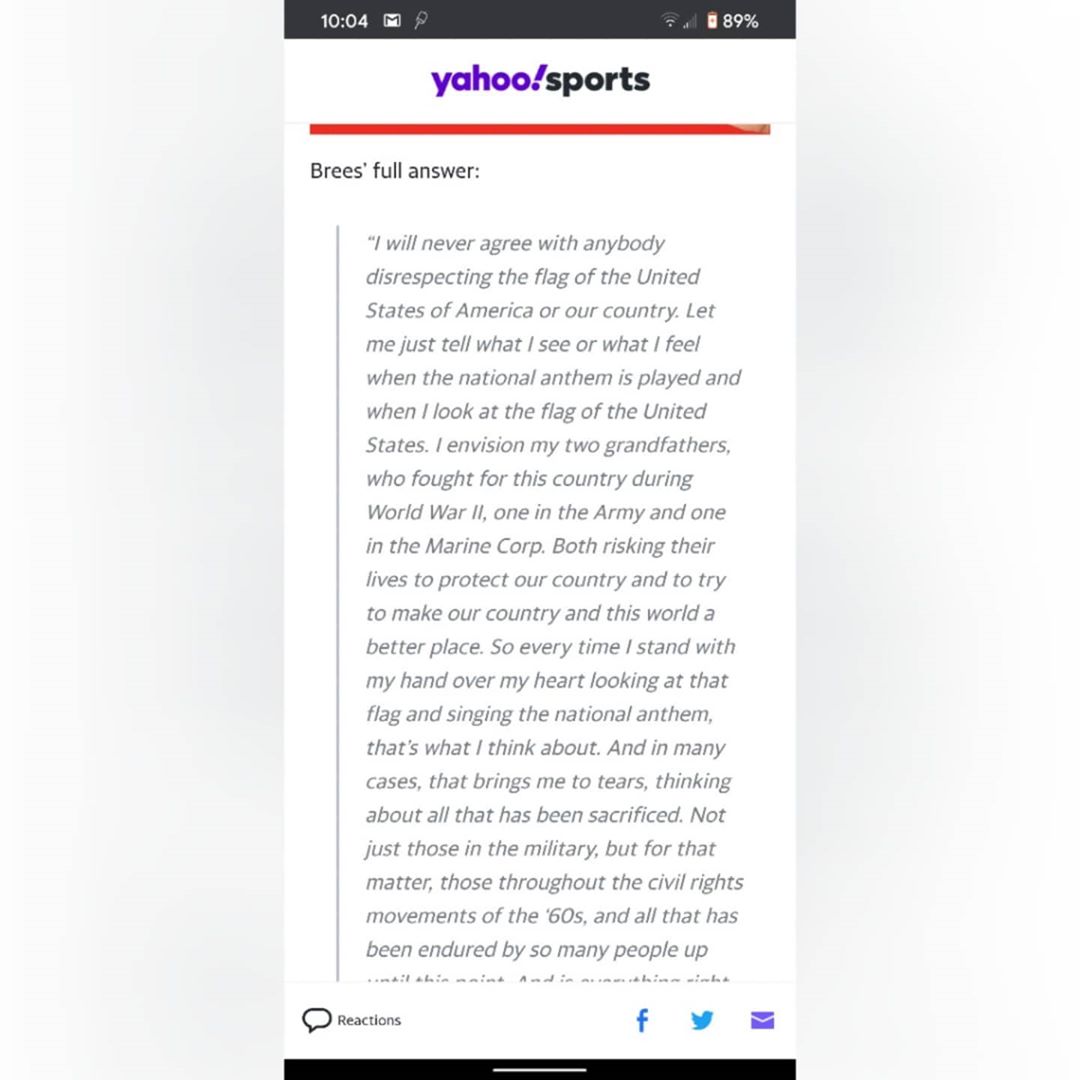 10:04
89%
yahoo!sports
Brees’ full answer:
“I will never agree with anybody
disrespecting the flag of the United
States of America or our country. Let
me just tell what I see or what I feel
when the national anthem is played and
when I look at the flag of the United
States. I envision my two grandfathers,
who fought for this country during
World War II, one in the Army and one
in the Marine Corp. Both risking their
lives to protect our country and to try
to make our country and this world a
better place. So every time I stand with
my hand over my heart looking at that
flag and singing the national anthem,
that’s what I think about. And in many
cases, that brings me to tears, thinking
about all that has been sacrificed. Not
just those in the military, but for that
matter, those throughout the civil rights
movements of the ‘60s, and all that has
been endured by so many people up
until this point. And is everything right
Reactions